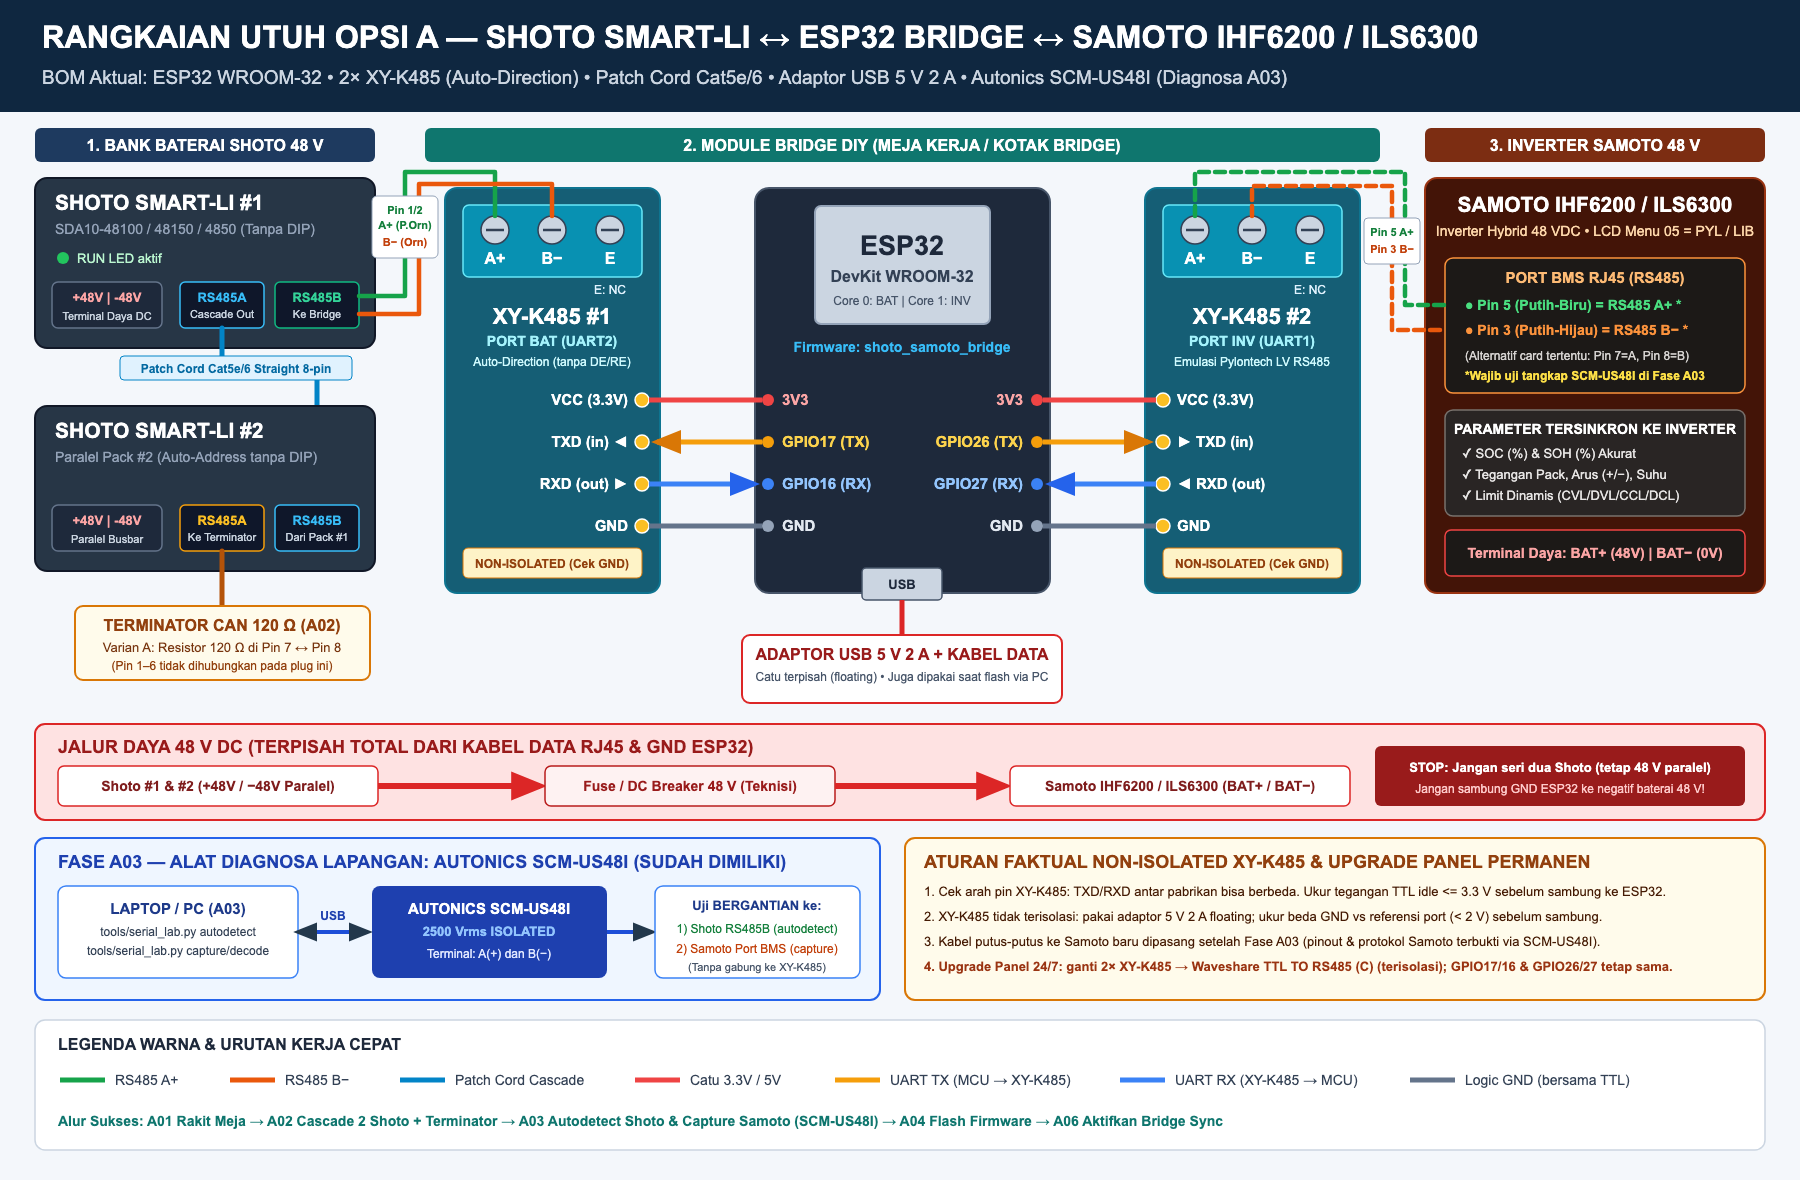 RANGKAIAN UTUH OPSI A — SHOTO SMART-LI ↔ ESP32 BRIDGE ↔ SAMOTO IHF6200 / ILS6300
BOM Aktual: ESP32 WROOM-32 • 2× XY-K485 (Auto-Direction) • Patch Cord Cat5e/6 • Adaptor USB 5 V 2 A • Autonics SCM-US48I (Diagnosa A03)
1. BANK BATERAI SHOTO 48 V
SHOTO SMART-LI #1
SDA10-48100 / 48150 / 4850 (Tanpa DIP)
RUN LED aktif
+48V | -48V
Terminal Daya DC
RS485A
Cascade Out
RS485B
Ke Bridge
Patch Cord Cat5e/6 Straight 8-pin
SHOTO SMART-LI #2
Paralel Pack #2 (Auto-Address tanpa DIP)
+48V | -48V
Paralel Busbar
RS485A
Ke Terminator
RS485B
Dari Pack #1
TERMINATOR CAN 120 Ω (A02)
Varian A: Resistor 120 Ω di Pin 7 ↔ Pin 8
(Pin 1–6 tidak dihubungkan pada plug ini)
Pin 1/2
A+ (P.Orn)
B− (Orn)
2. MODULE BRIDGE DIY (MEJA KERJA / KOTAK BRIDGE)
A+
B−
E
E: NC
XY-K485 #1
PORT BAT (UART2)
Auto-Direction (tanpa DE/RE)
VCC (3.3V)
TXD (in) ◄
RXD (out) ►
GND
NON-ISOLATED (Cek GND)
ESP32
DevKit WROOM-32
Core 0: BAT | Core 1: INV
Firmware: shoto_samoto_bridge
3V3
3V3
GPIO17 (TX)
GPIO26 (TX)
GPIO16 (RX)
GPIO27 (RX)
GND
GND
USB
ADAPTOR USB 5 V 2 A + KABEL DATA
Catu terpisah (floating) • Juga dipakai saat flash via PC
A+
B−
E
E: NC
XY-K485 #2
PORT INV (UART1)
Emulasi Pylontech LV RS485
VCC (3.3V)
► TXD (in)
◄ RXD (out)
GND
NON-ISOLATED (Cek GND)
Pin 5 A+
Pin 3 B−
3. INVERTER SAMOTO 48 V
SAMOTO IHF6200 / ILS6300
Inverter Hybrid 48 VDC • LCD Menu 05 = PYL / LIB
PORT BMS RJ45 (RS485)
● Pin 5 (Putih-Biru) = RS485 A+ *
● Pin 3 (Putih-Hijau) = RS485 B− *
(Alternatif card tertentu: Pin 7=A, Pin 8=B)
*Wajib uji tangkap SCM-US48I di Fase A03
PARAMETER TERSINKRON KE INVERTER
✓ SOC (%) & SOH (%) Akurat
✓ Tegangan Pack, Arus (+/−), Suhu
✓ Limit Dinamis (CVL/DVL/CCL/DCL)
Terminal Daya: BAT+ (48V) | BAT− (0V)
JALUR DAYA 48 V DC (TERPISAH TOTAL DARI KABEL DATA RJ45 & GND ESP32)
Shoto #1 & #2 (+48V / −48V Paralel)
Fuse / DC Breaker 48 V (Teknisi)
Samoto IHF6200 / ILS6300 (BAT+ / BAT−)
STOP: Jangan seri dua Shoto (tetap 48 V paralel)
Jangan sambung GND ESP32 ke negatif baterai 48 V!
FASE A03 — ALAT DIAGNOSA LAPANGAN: AUTONICS SCM-US48I (SUDAH DIMILIKI)
LAPTOP / PC (A03)
tools/serial_lab.py autodetect
tools/serial_lab.py capture/decode
USB
AUTONICS SCM-US48I
2500 Vrms ISOLATED
Terminal: A(+) dan B(−)
Uji BERGANTIAN ke:
1) Shoto RS485B (autodetect)
2) Samoto Port BMS (capture)
(Tanpa gabung ke XY-K485)
ATURAN FAKTUAL NON-ISOLATED XY-K485 & UPGRADE PANEL PERMANEN
1. Cek arah pin XY-K485: TXD/RXD antar pabrikan bisa berbeda. Ukur tegangan TTL idle <= 3.3 V sebelum sambung ke ESP32.
2. XY-K485 tidak terisolasi: pakai adaptor 5 V 2 A floating; ukur beda GND vs referensi port (< 2 V) sebelum sambung.
3. Kabel putus-putus ke Samoto baru dipasang setelah Fase A03 (pinout & protokol Samoto terbukti via SCM-US48I).
4. Upgrade Panel 24/7: ganti 2× XY-K485 → Waveshare TTL TO RS485 (C) (terisolasi); GPIO17/16 & GPIO26/27 tetap sama.
LEGENDA WARNA & URUTAN KERJA CEPAT
RS485 A+
RS485 B−
Patch Cord Cascade
Catu 3.3V / 5V
UART TX (MCU → XY-K485)
UART RX (XY-K485 → MCU)
Logic GND (bersama TTL)
Alur Sukses: A01 Rakit Meja → A02 Cascade 2 Shoto + Terminator → A03 Autodetect Shoto & Capture Samoto (SCM-US48I) → A04 Flash Firmware → A06 Aktifkan Bridge Sync